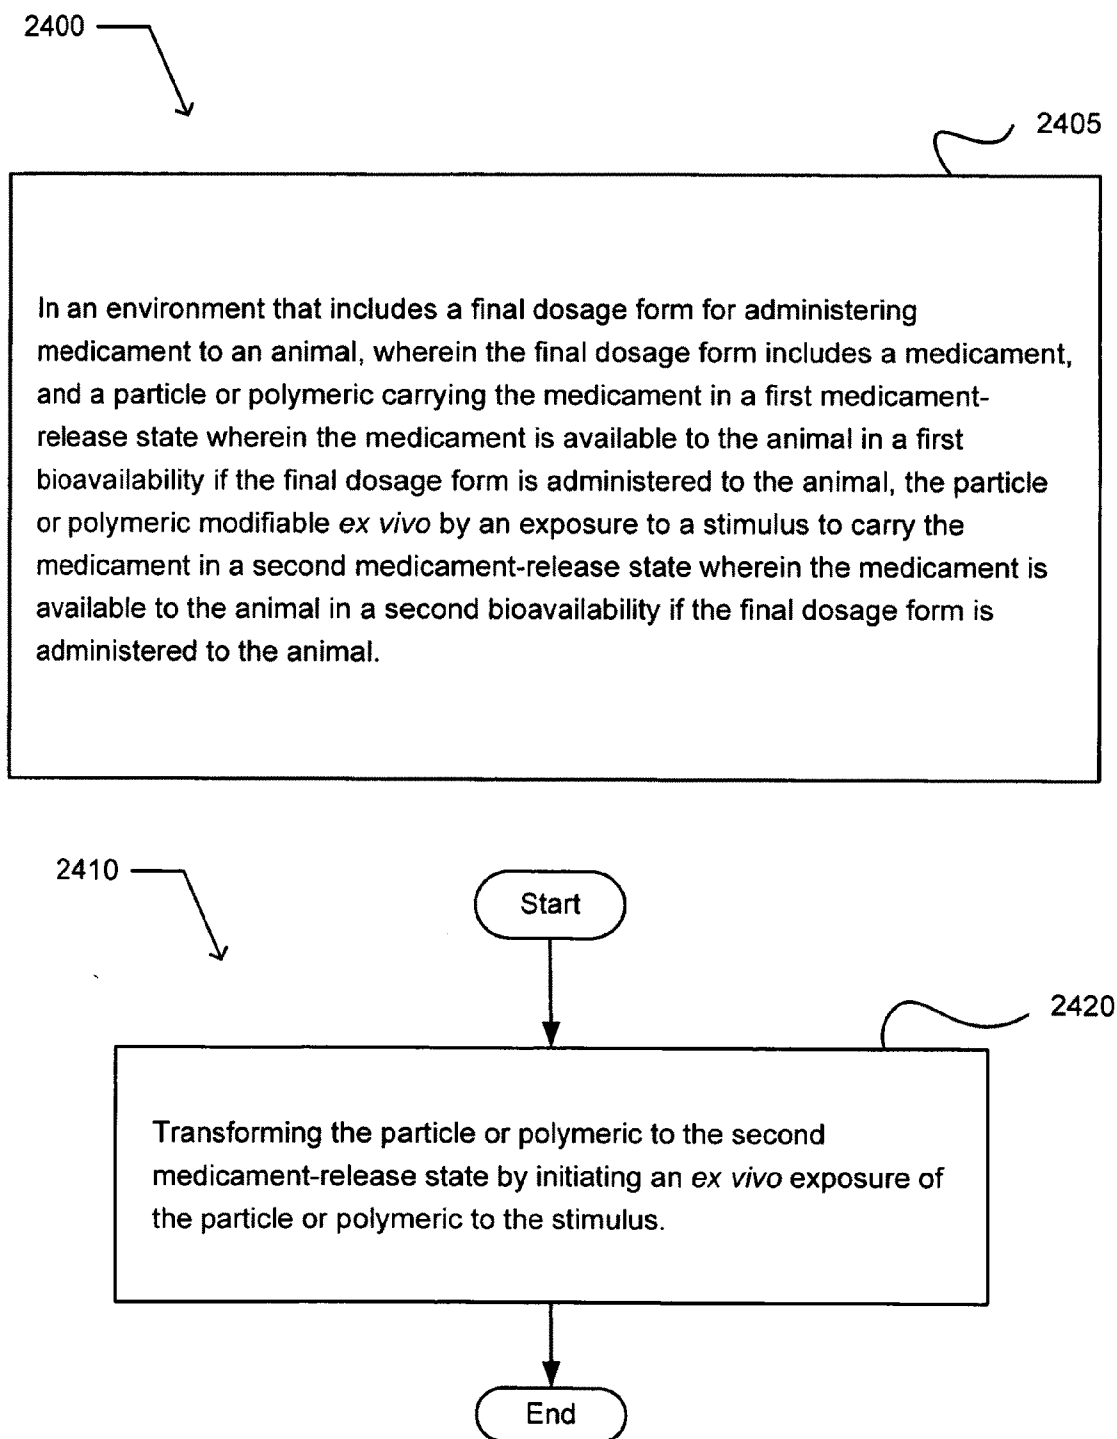 2400
2405
In an environment that includes a final dosage form for administering
medicament to an animal, wherein the final dosage form includes a medicament,
and a particle or polymeric carrying the medicament in a first medicament-
release state wherein the medicament is available to the animal in a first
bioavailability if the final dosage form is administered to the animal, the particle
or polymeric modifiable ex vivo by an exposure to a stimulus to carry the
medicament in a second medicament-release state wherein the medicament is
available to the animal in a second bioavailability if the final dosage form is
administered to the animal.
2410
Start
2420
Transforming the particle or polymeric to the second
medicament-release state by initiating an ex vivo exposure of
the particle or polymeric to the stimulus.
End